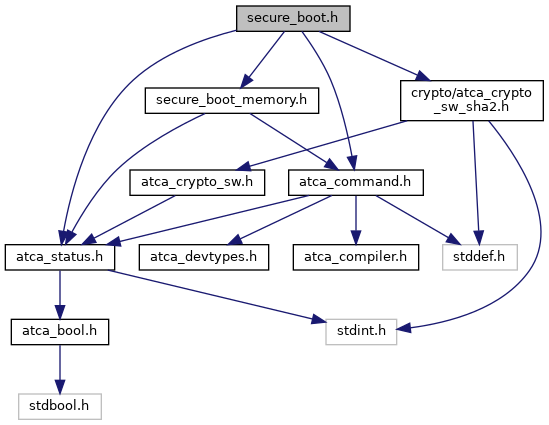 secure_boot.h
secure_boot_memory.h
crypto/atca_crypto
_sw_sha2.h
atca_crypto_sw.h
atca_command.h
atca_status.h
atca_devtypes.h
atca_compiler.h
stddef.h
atca_bool.h
stdint.h
stdbool.h